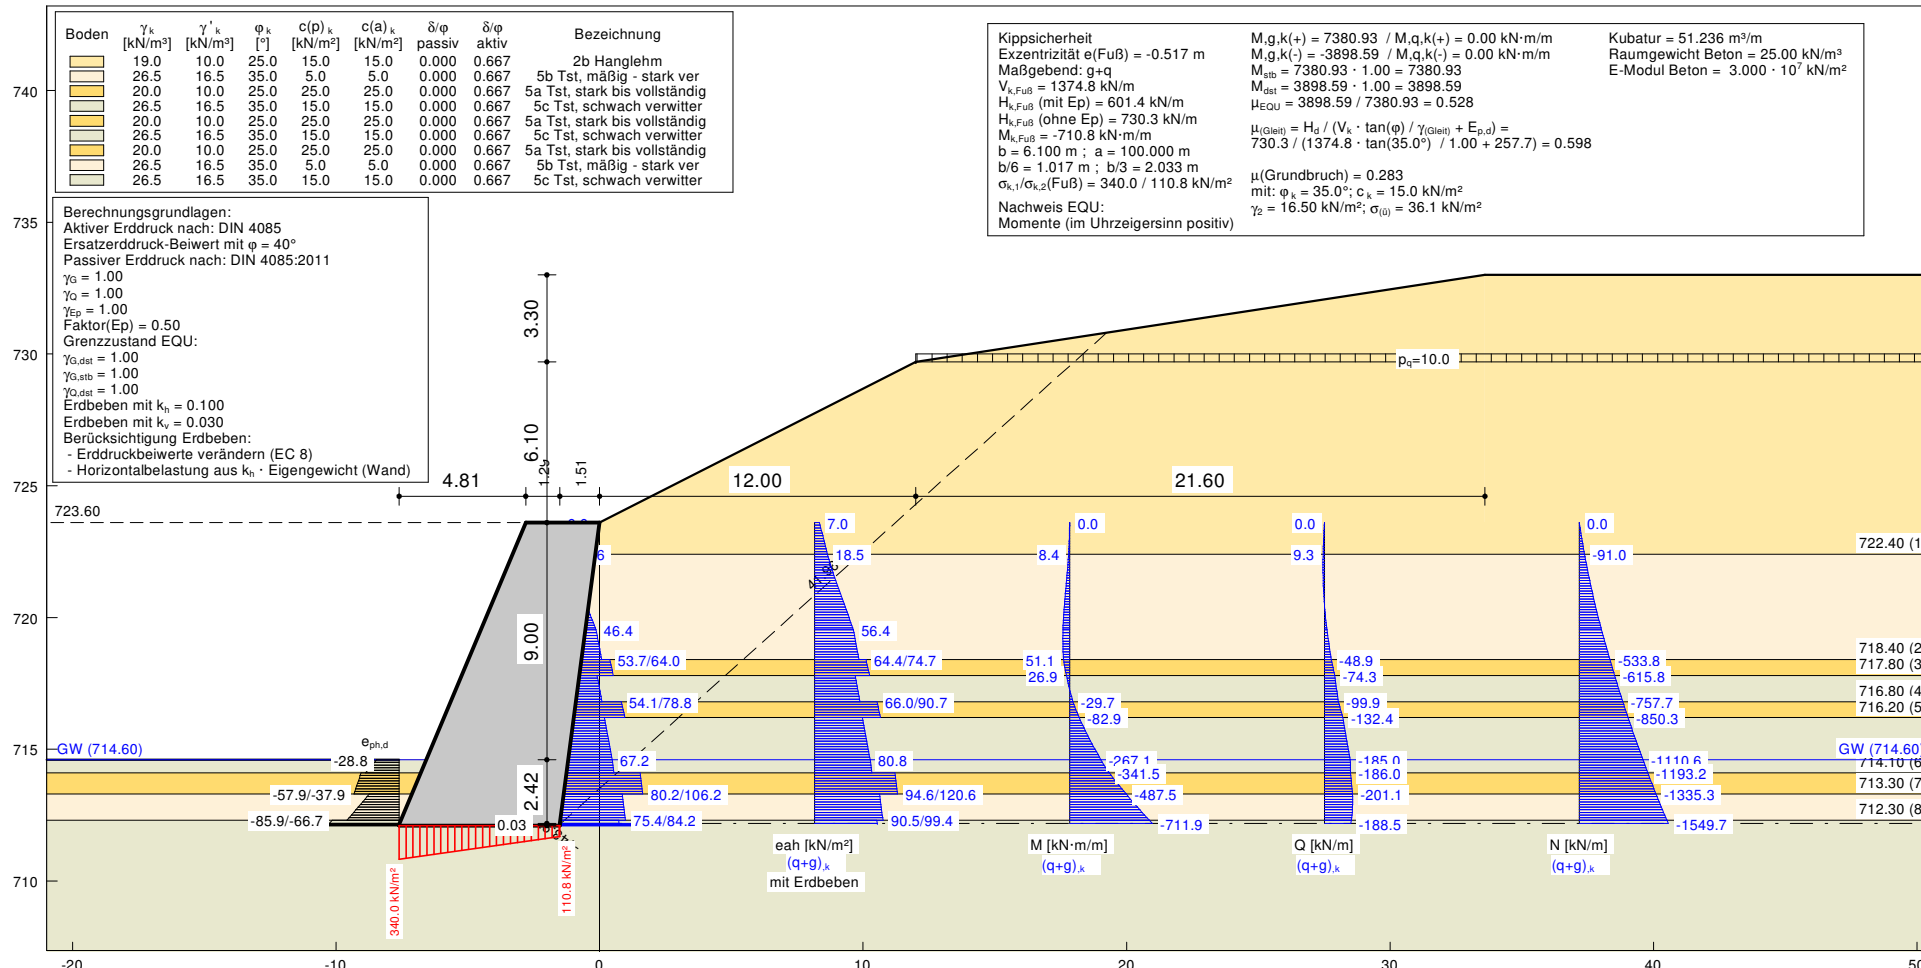 Boden γk [kN/m³] γ'k [kN/m³] φk [°] c(p)k [kN/m²] c(a)k [kN/m²] δ/φ passiv δ/φ aktiv Bezeichnung
19.0 10.0 25.0 15.0 15.0 0.000 0.667 2b Hanglehm
26.5 16.5 35.0 5.0 5.0 0.000 0.667 5b Tst, mäßig - stark ver
20.0 10.0 25.0 25.0 25.0 0.000 0.667 5a Tst, stark bis vollständig
26.5 16.5 35.0 15.0 15.0 0.000 0.667 5c Tst, schwach verwitter
20.0 10.0 25.0 25.0 25.0 0.000 0.667 5a Tst, stark bis vollständig
26.5 16.5 35.0 15.0 15.0 0.000 0.667 5c Tst, schwach verwitter
20.0 10.0 25.0 25.0 25.0 0.000 0.667 5a Tst, stark bis vollständig
26.5 16.5 35.0 5.0 5.0 0.000 0.667 5b Tst, mäßig - stark ver
26.5 16.5 35.0 15.0 15.0 0.000 0.667 5c Tst, schwach verwitter
Kippsicherheit
Exzentrizität e(Fuß) = -0.517 m
Maßgebend: g+q
Vk,Fuß = 1374.8 kN/m
Hk,Fuß (mit Ep) = 601.4 kN/m
Hk,Fuß (ohne Ep) = 730.3 kN/m
Mk,Fuß = -710.8 kN·m/m
b = 6.100 m ; a = 100.000 m
b/6 = 1.017 m ; b/3 = 2.033 m
σk,1/σk,2(Fuß) = 340.0 / 110.8 kN/m²
Nachweis EQU:
Momente (im Uhrzeigersinn positiv)
M,g,k(+) = 7380.93 / M,q,k(+) = 0.00 kN·m/m
M,g,k(-) = -3898.59 / M,q,k(-) = 0.00 kN·m/m
Mstb = 7380.93 · 1.00 = 7380.93
Mdst = 3898.59 · 1.00 = 3898.59
μEQU = 3898.59 / 7380.93 = 0.528
μ(Gleit) = Hd / (Vk · tan(φ) / γ(Gleit) + Ep,d) =
730.3 / (1374.8 · tan(35.0°) / 1.00 + 257.7) = 0.598
μ(Grundbruch) = 0.283
mit: φk = 35.0°; ck = 15.0 kN/m²
γ2 = 16.50 kN/m²; σ(ü) = 36.1 kN/m²
Kubatur = 51.236 m³/m
Raumgewicht Beton = 25.00 kN/m³
E-Modul Beton = 3.000 · 10⁷ kN/m²
Berechnungsgrundlagen:
Aktiver Erddruck nach: DIN 4085
Ersatzerddruck-Beiwert mit φ = 40°
Passiver Erddruck nach: DIN 4085:2011
γG = 1.00
γQ = 1.00
γEp = 1.00
Faktor(Ep) = 0.50
Grenzzustand EQU:
γG,dst = 1.00
γG,stb = 1.00
γQ,dst = 1.00
Erdbeben mit kh = 0.100
Erdbeben mit kv = 0.030
Berücksichtigung Erdbeben:
- Erddruckbeiwerte verändern (EC 8)
- Horizontalbelastung aus kh · Eigengewicht (Wand)
740
735
730
725
720
715
710
3.30
6.10
9.00
2.42
pq=10.0
4.81 1.51 12.00 21.60
723.60
7.0 0.0 0.0 0.0
18.5 8.4 9.3 -91.0 722.40 (1
46.4 56.4
53.7/64.0 64.4/74.7 51.1 -48.9 -533.8 718.40 (2
26.9 -74.3 -615.8 717.80 (3
54.1/78.8 66.0/90.7 -29.7 -99.9 -757.7 716.80 (4
-82.9 -132.4 -850.3 716.20 (5
GW (714.60) eph,d GW (714.60)
-28.8 67.2 80.8 -267.1 -185.0 -1110.6 714.10 (6
-341.5 -186.0 -1193.2
-57.9/-37.9 80.2/106.2 94.6/120.6 -487.5 -201.1 -1335.3 713.30 (7
-85.9/-66.7 0.03 75.4/84.2 90.5/99.4 -711.9 -188.5 -1549.7 712.30 (8
340.0 kN/m²
110.8 kN/m²
eah [kN/m²] M [kN·m/m] Q [kN/m] N [kN/m]
(q+g),k (q+g),k (q+g),k (q+g),k
mit Erdbeben
-20 -10 0 10 20 30 40 50